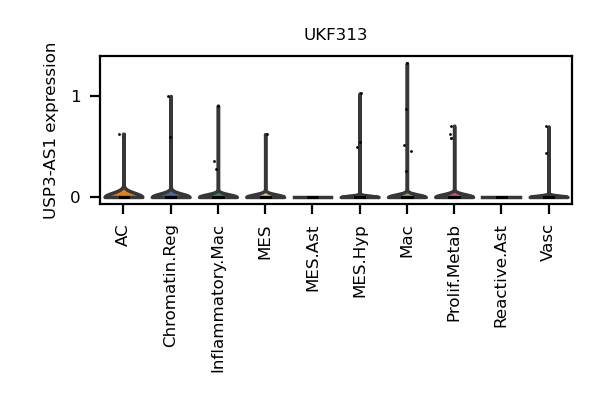 UKF313
USP3-AS1 expression
1
0
AC
Chromatin.Reg
Inflammatory.Mac
MES
MES.Ast
MES.Hyp
Mac
Prolif.Metab
Reactive.Ast
Vasc